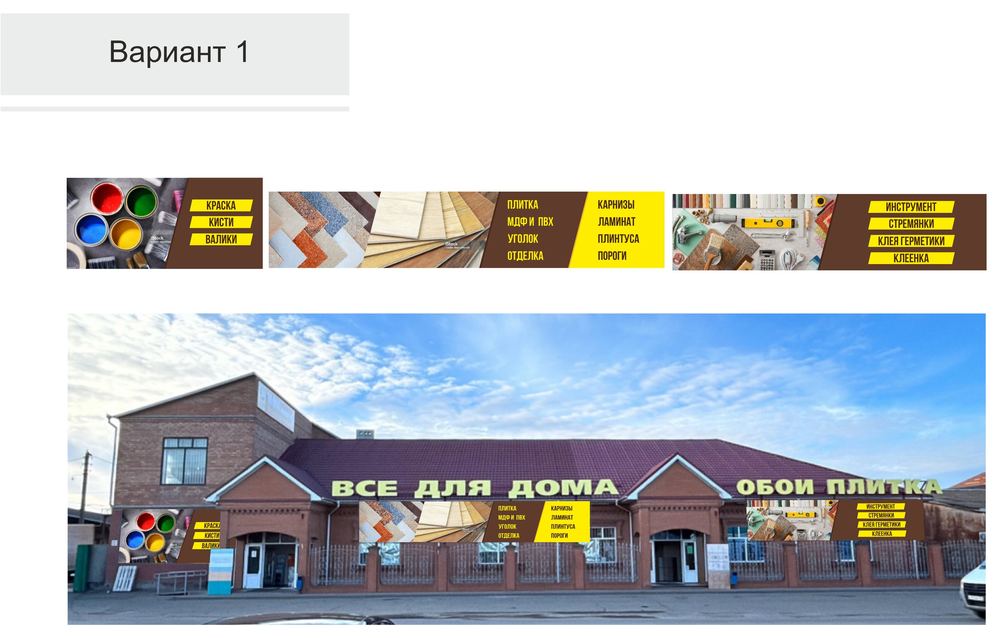 Вариант 1
КРАСКА
КИСТИ
ВАЛИКИ
iStock
ПЛИТКА
МДФ И ПВХ
УГОЛОК
ОТДЕЛКА
КАРНИЗЫ
ЛАМИНАТ
ПЛИНТУСА
ПОРОГИ
iStock
ИНСТРУМЕНТ
СТРЕМЯНКИ
КЛЕЯ ГЕРМЕТИКИ
КЛЕЕНКА
ВСЕ ДЛЯ ДОМА
ОБОИ ПЛИТКА
КРАСКА
КИСТИ
ВАЛИКИ
ПЛИТКА
МДФ И ПВХ
УГОЛОК
ОТДЕЛКА
КАРНИЗЫ
ЛАМИНАТ
ПЛИНТУСА
ПОРОГИ
ИНСТРУМЕНТ
СТРЕМЯНКИ
КЛЕЯ ГЕРМЕТИКИ
КЛЕЕНКА